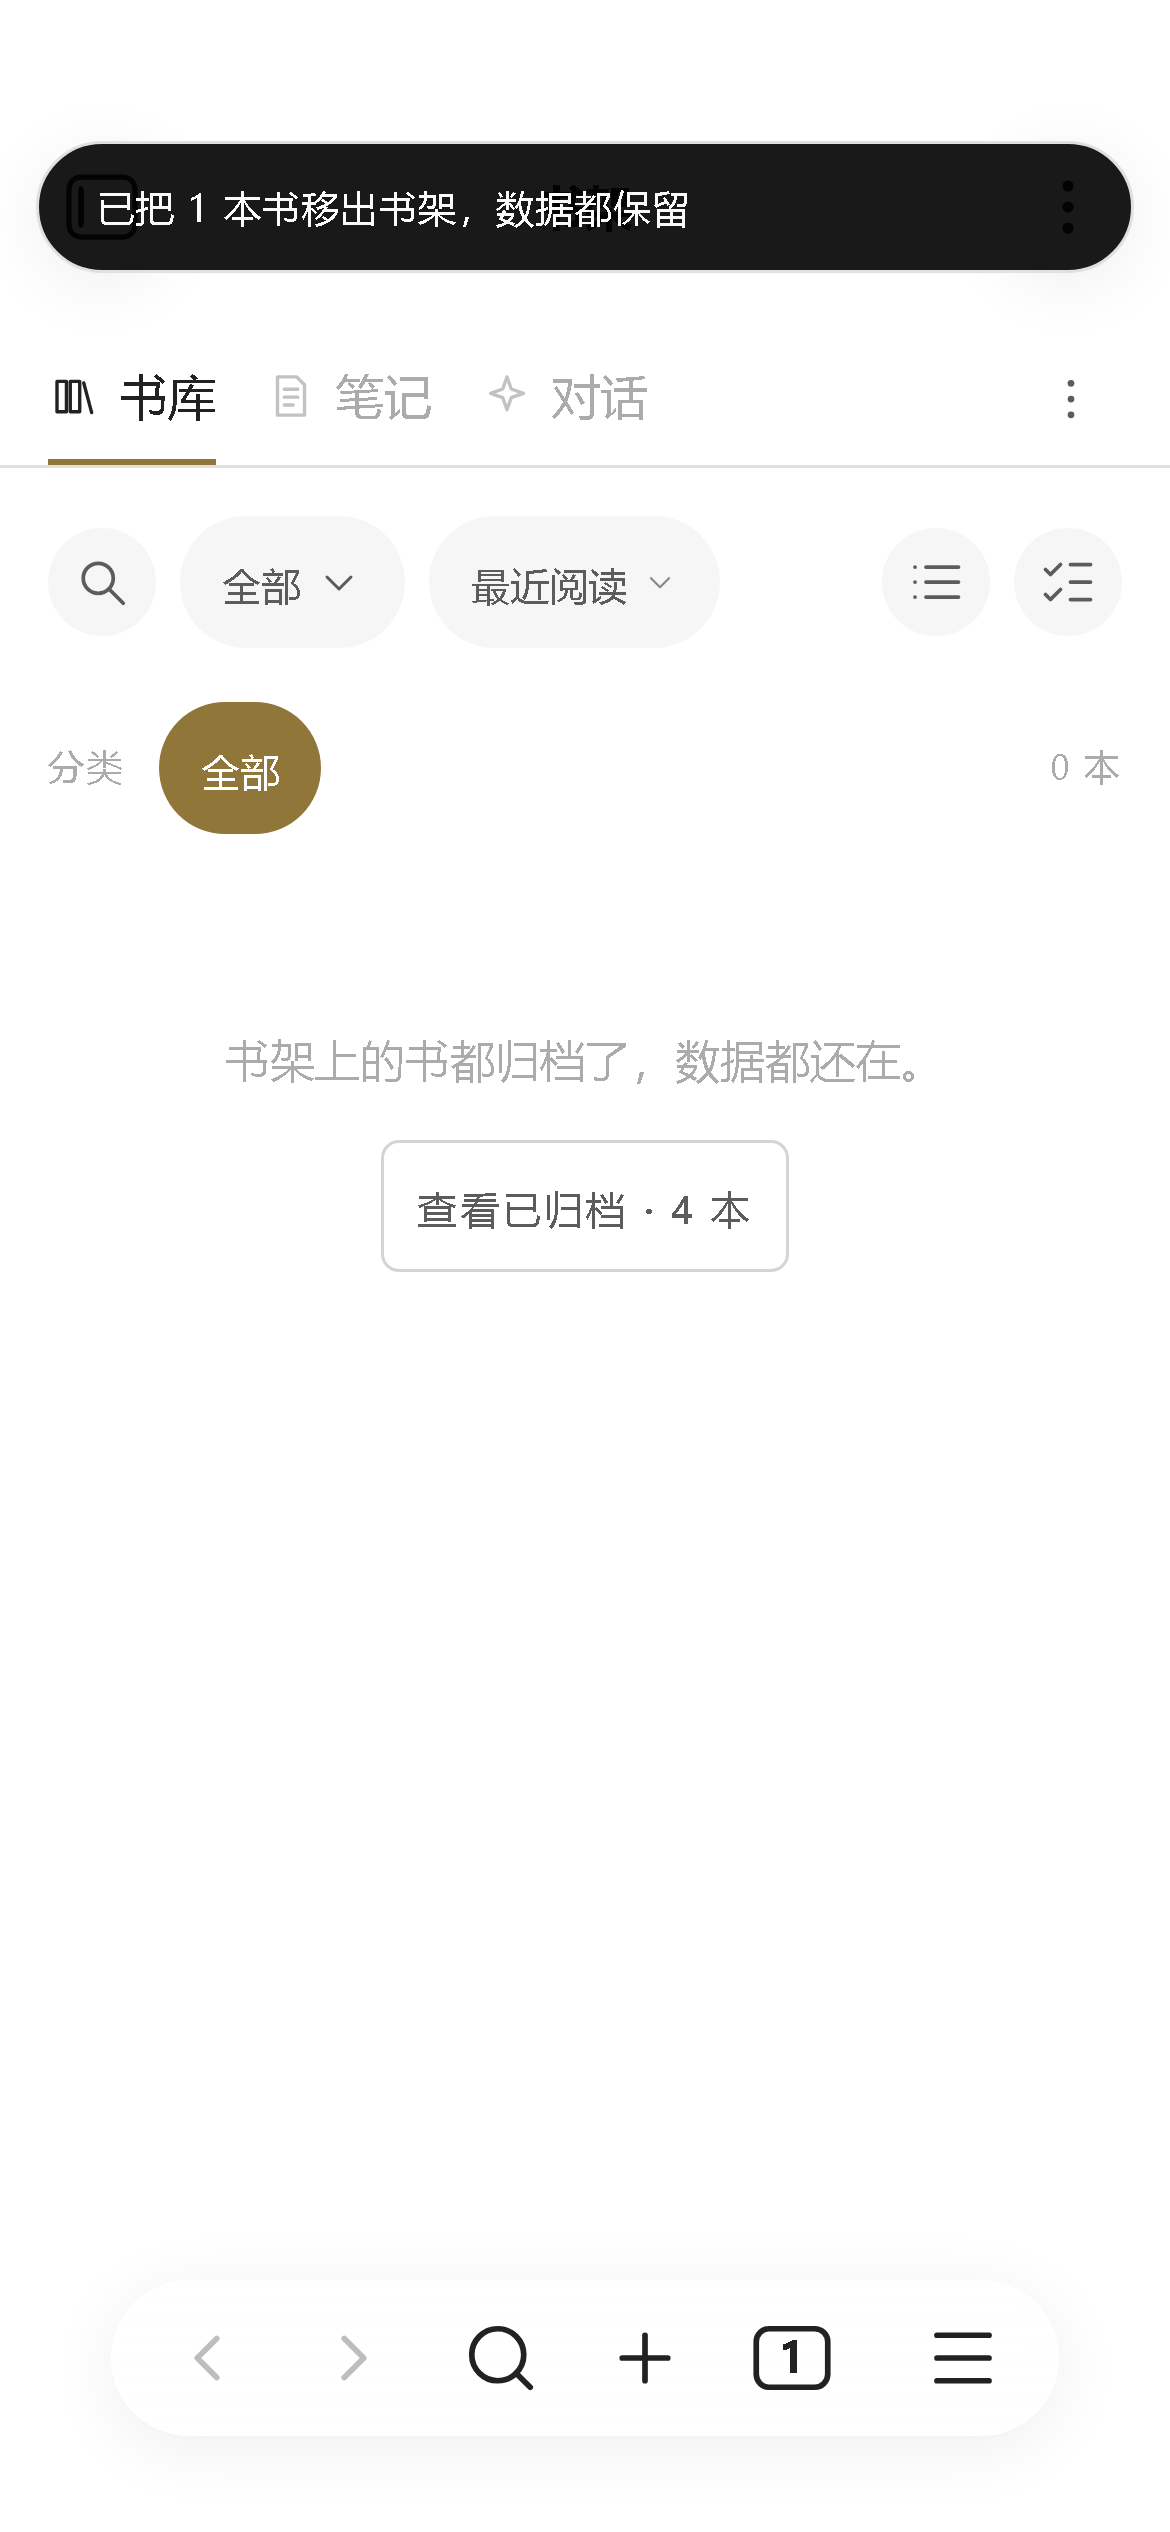 已把 1 本书移出书架，数据都保留
书库 笔记 对话
全部 最近阅读
分类 全部 0 本
书架上的书都归档了，数据都还在。
查看已归档 · 4 本
1